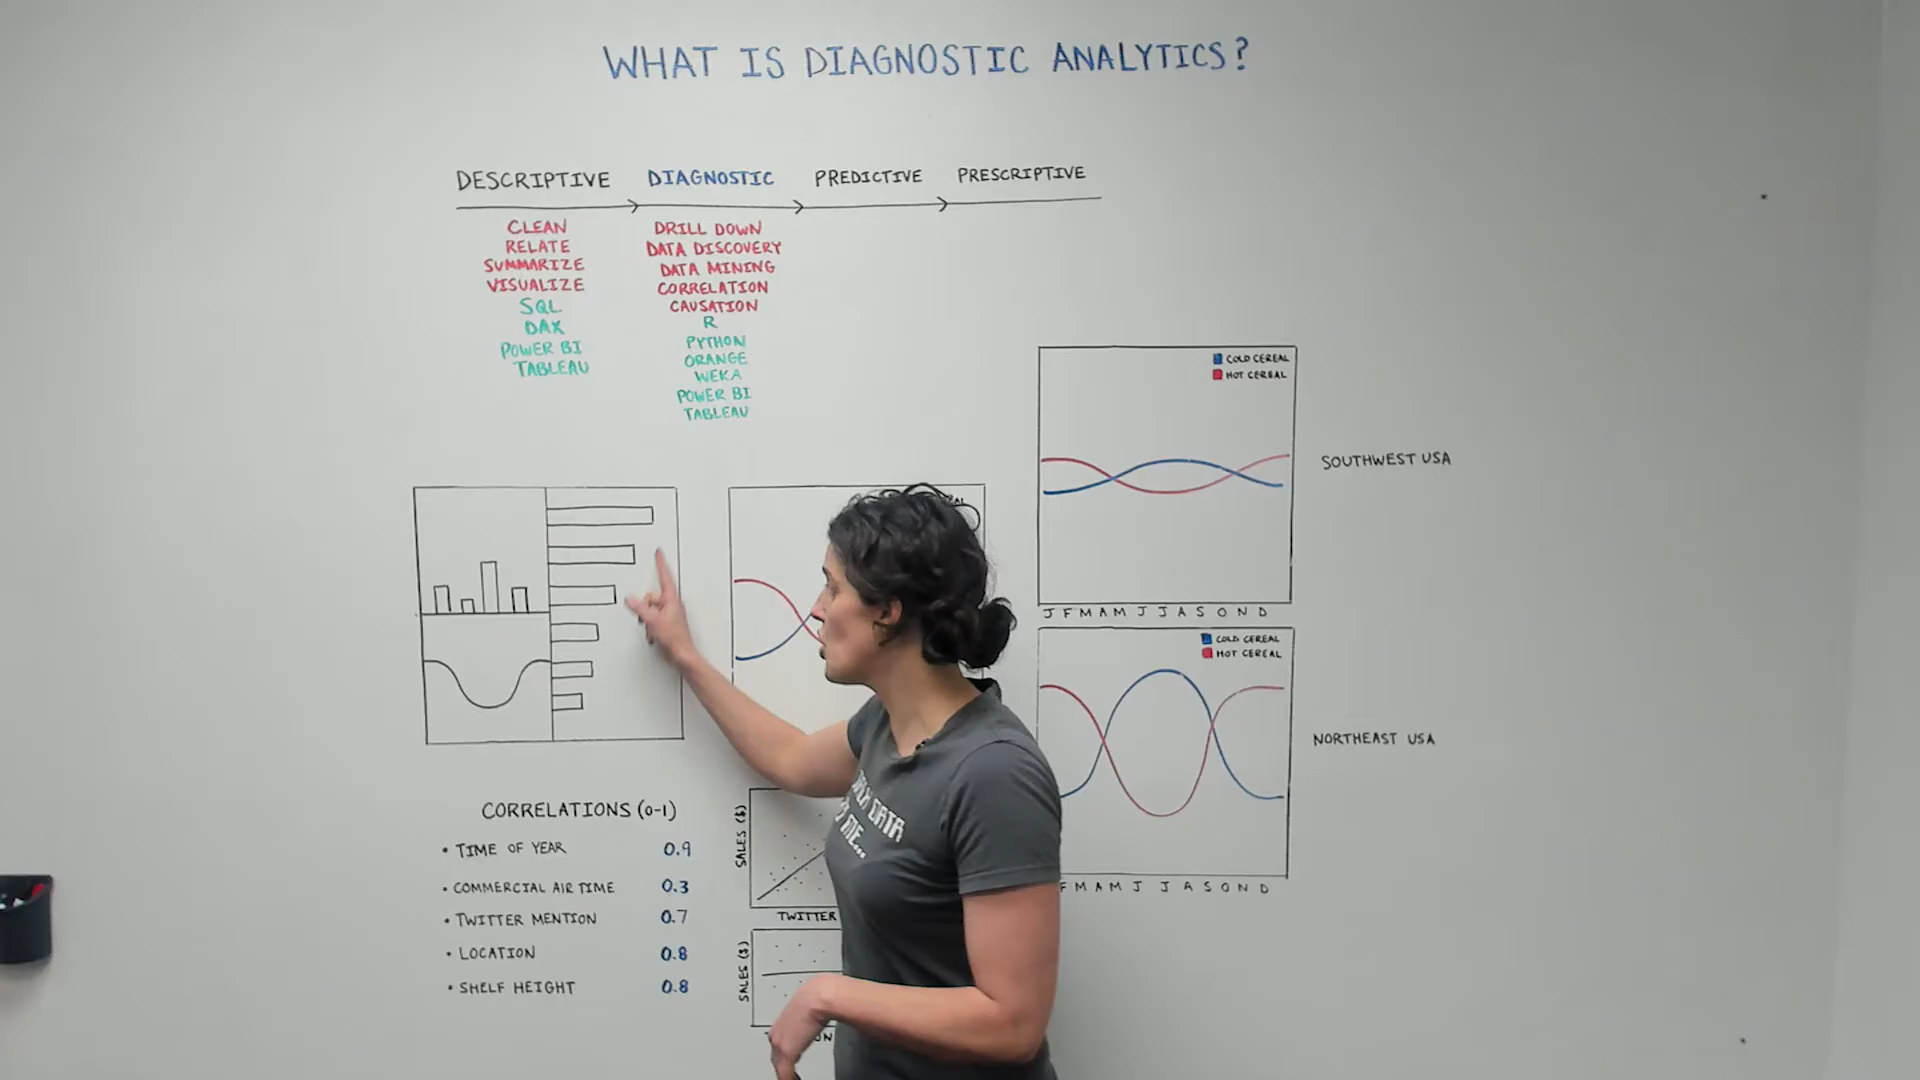 WHAT IS DIAGNOSTIC ANALYTICS?
DESCRIPTIVE
CLEAN
RELATE
SUMMARIZE
VISUALIZE
SQL
DAX
POWER BI
TABLEAU
DIAGNOSTIC
DRILL DOWN
DATA DISCOVERY
DATA MINING
CORRELATION
CAUSATION
R
PYTHON
ORANGE
WEKA
POWER BI
TABLEAU
PREDICTIVE
PRESCRIPTIVE
COLD CEREAL
HOT CEREAL
SOUTHWEST USA
J F M A M J J A S O N D
COLD CEREAL
HOT CEREAL
NORTHEAST USA
F M A M J J A S O N D
CORRELATIONS (0-1)
• TIME OF YEAR 0.9
• COMMERCIAL AIR TIME 0.3
• TWITTER MENTION 0.7
• LOCATION 0.8
• SHELF HEIGHT 0.8
SALES ($)
TWITTER
SALES ($)
DATA
ME...